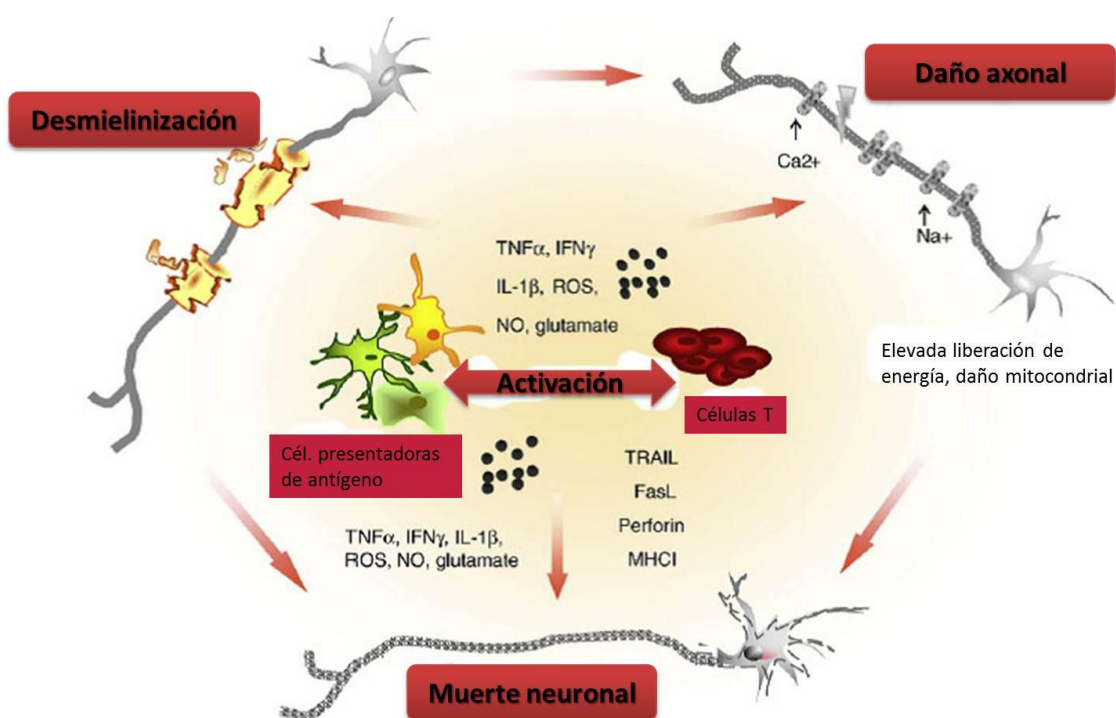 Daño axonal
Desmielinización
Ca2+
Na+
TNFα, IFNγ
IL-1β, ROS,
NO, glutamate
Elevada liberación de
energía, daño mitocondrial
Activación
Células T
Cél. presentadoras
de antígeno
TRAIL
FasL
Perforin
MHCI
TNFα, IFNγ, IL-1β,
ROS, NO, glutamate
Muerte neuronal